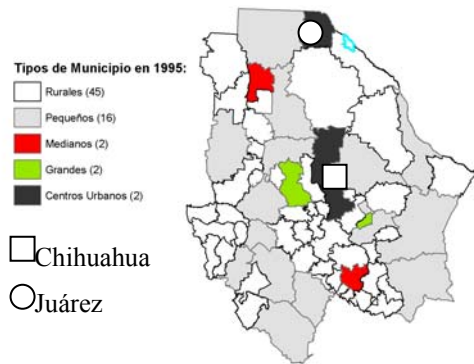 Tipos de Municipio en 1995:
Rurales (45)
Pequeños (16)
Medianos (2)
Grandes (2)
Centros Urbanos (2)
Chihuahua
Juárez